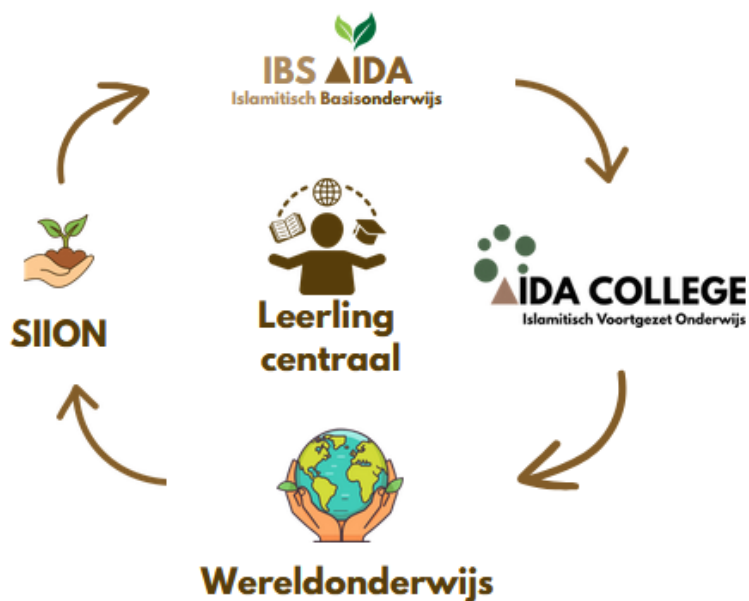 IBS AIDA
Islamitisch Basisonderwijs
SIION
Leerling
centraal
AIDA COLLEGE
Islamitisch Voortgezet Onderwijs
Wereldonderwijs